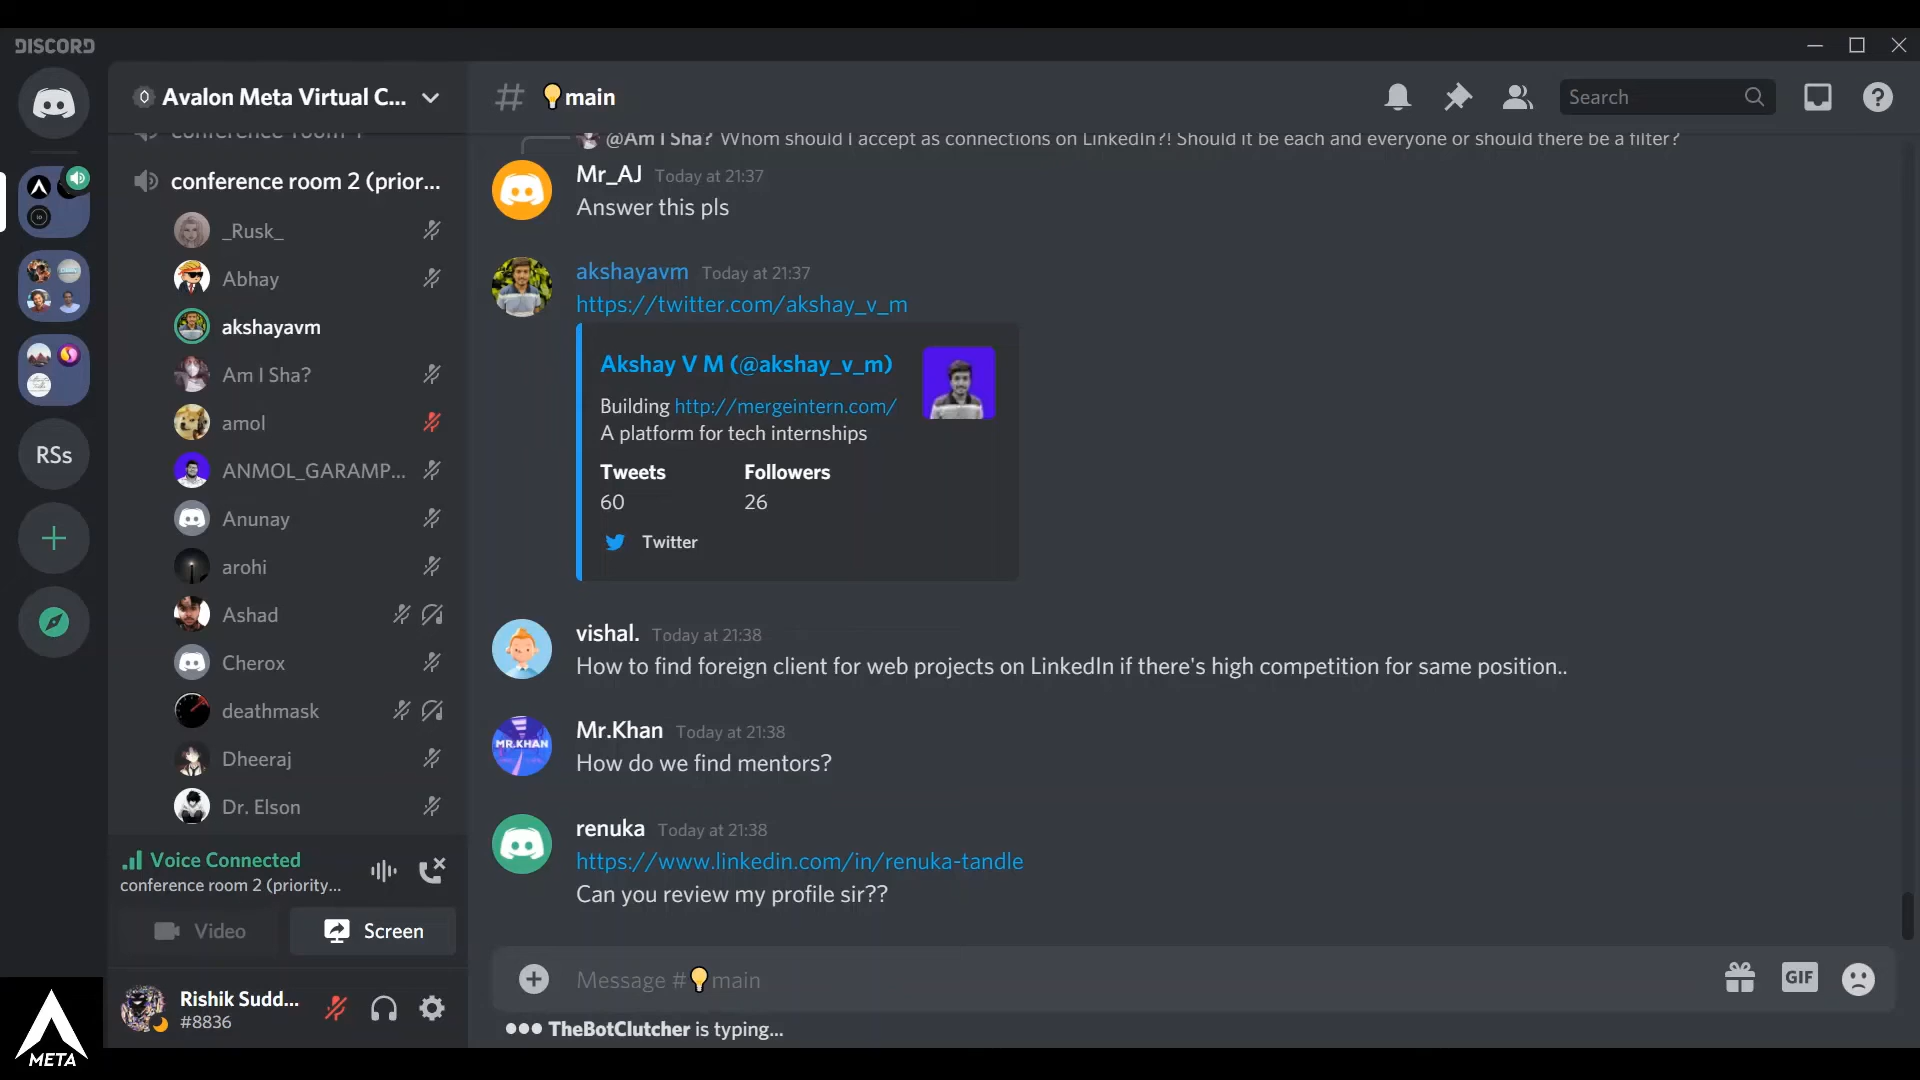 DISCORD
Avalon Meta Virtual C...
conference room 2 (prior...
_Rusk_
Abhay
akshayavm
Am I Sha?
amol
ANMOL_GARAMP...
Anunay
arohi
Ashad
Cherox
deathmask
Dheeraj
Dr. Elson
RSs
Voice Connected
conference room 2 (priority...
Video
Screen
Rishik Sudd...
#8836
META
# main
Search
@Am I Sha? Whom should I accept as connections on LinkedIn?! Should it be each and everyone or should there be a filter?
Mr_AJ Today at 21:37
Answer this pls
akshayavm Today at 21:37
https://twitter.com/akshay_v_m
Akshay V M (@akshay_v_m)
Building http://mergeintern.com/
A platform for tech internships
Tweets Followers
60 26
Twitter
vishal. Today at 21:38
How to find foreign client for web projects on LinkedIn if there's high competition for same position..
Mr.Khan Today at 21:38
MR.KHAN
How do we find mentors?
renuka Today at 21:38
https://www.linkedin.com/in/renuka-tandle
Can you review my profile sir??
Message #💡main
GIF
TheBotClutcher is typing...